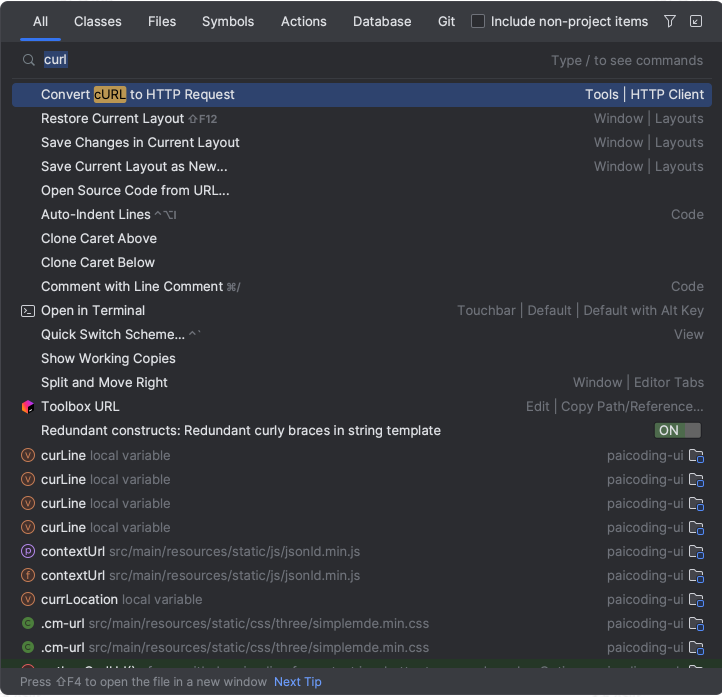 All Classes Files Symbols Actions Database Git Include non-project items
curl Type / to see commands
Convert cURL to HTTP Request Tools | HTTP Client
Restore Current Layout ⇧F12 Window | Layouts
Save Changes in Current Layout Window | Layouts
Save Current Layout as New... Window | Layouts
Open Source Code from URL...
Auto-Indent Lines ^⌥I Code
Clone Caret Above
Clone Caret Below
Comment with Line Comment ⌘/ Code
Open in Terminal Touchbar | Default | Default with Alt Key
Quick Switch Scheme... ^` View
Show Working Copies
Split and Move Right Window | Editor Tabs
Toolbox URL Edit | Copy Path/Reference...
Redundant constructs: Redundant curly braces in string template ON
V curLine local variable paicoding-ui
V curLine local variable paicoding-ui
V curLine local variable paicoding-ui
V curLine local variable paicoding-ui
p contextUrl src/main/resources/static/js/jsonld.min.js paicoding-ui
f contextUrl src/main/resources/static/js/jsonld.min.js paicoding-ui
V currLocation local variable paicoding-ui
C .cm-url src/main/resources/static/css/three/simplemde.min.css paicoding-ui
C .cm-url src/main/resources/static/css/three/simplemde.min.css paicoding-ui
Press ⇧F4 to open the file in a new window Next Tip